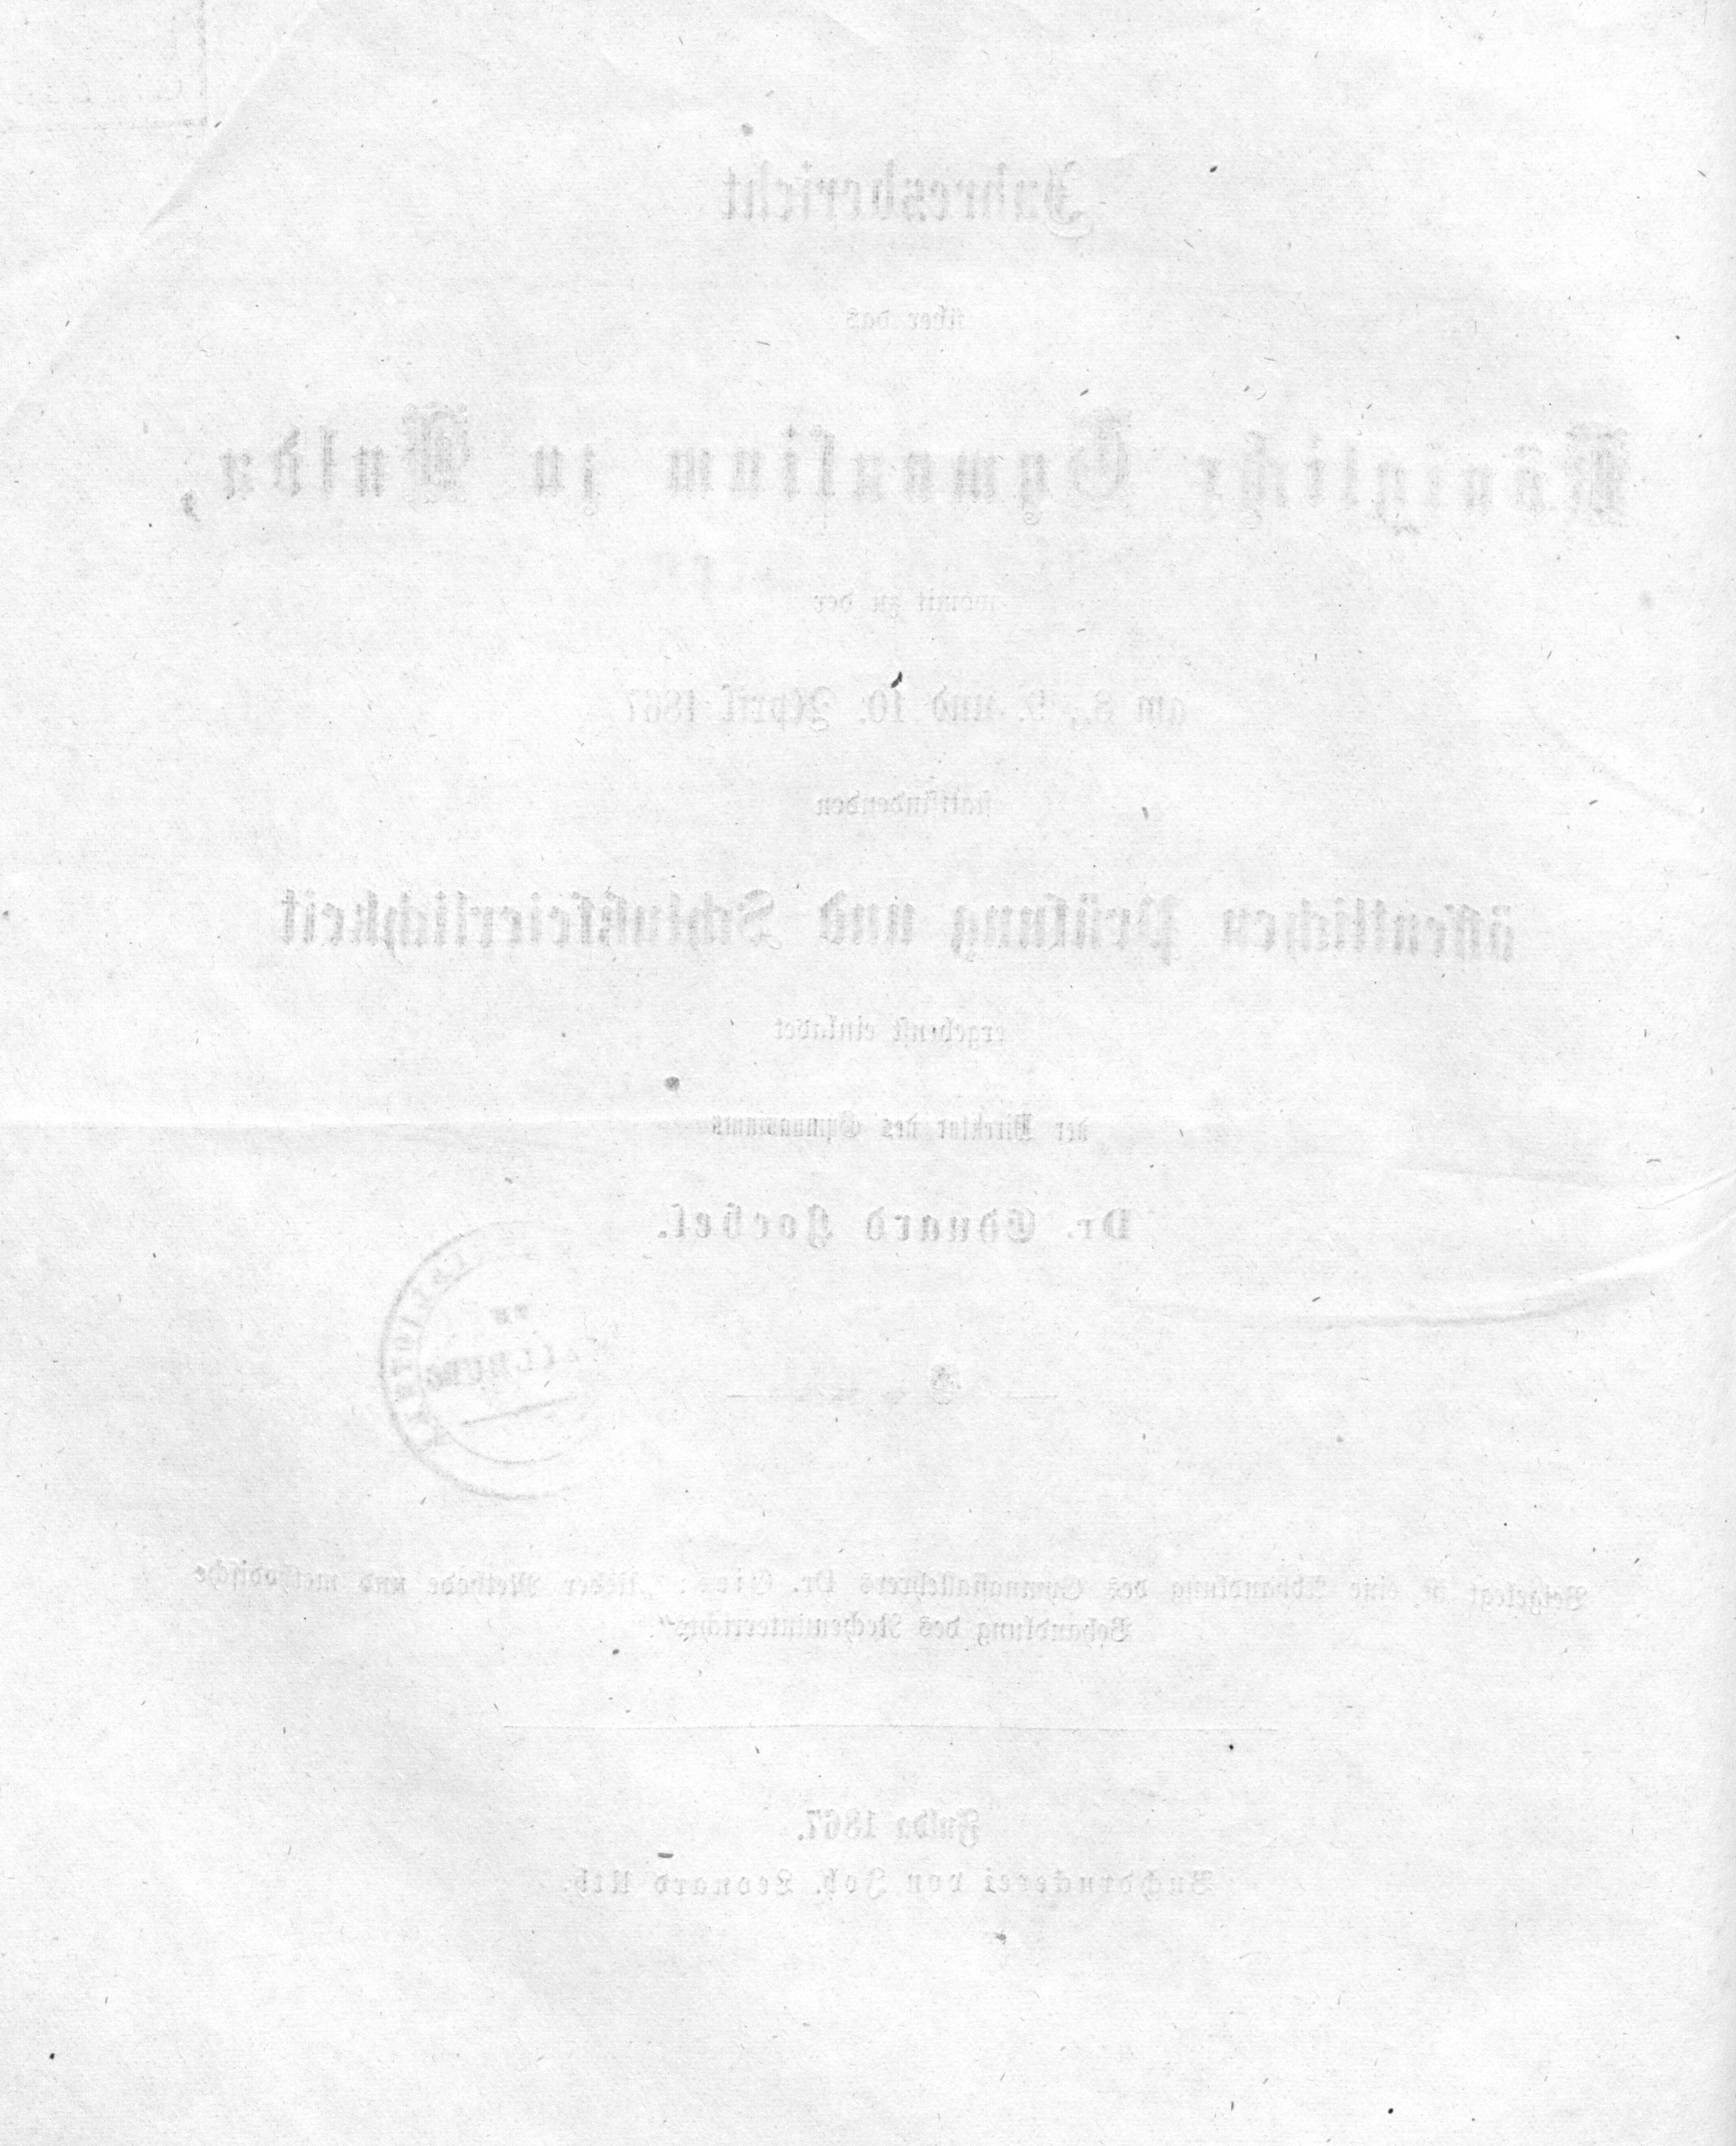 Jahresbericht
über das
Königliche Gymnasium zu Fulda,
womit zu der
am 8., 9. und 10. April 1867
stattfindenden
öffentlichen Prüfung und Schlußfeierlichkeit
ergebenst einladet
der Direktor des Gymnasiums
Dr. Eduard Goebel.
Beigelegt ist eine Abhandlung des Gymnasiallehrers Dr. „Ueber Methode und methodische
Behandlung des Rechenunterrichts“.
Fulda 1867.
Buchdruckerei von Joh. Leonard Uth.